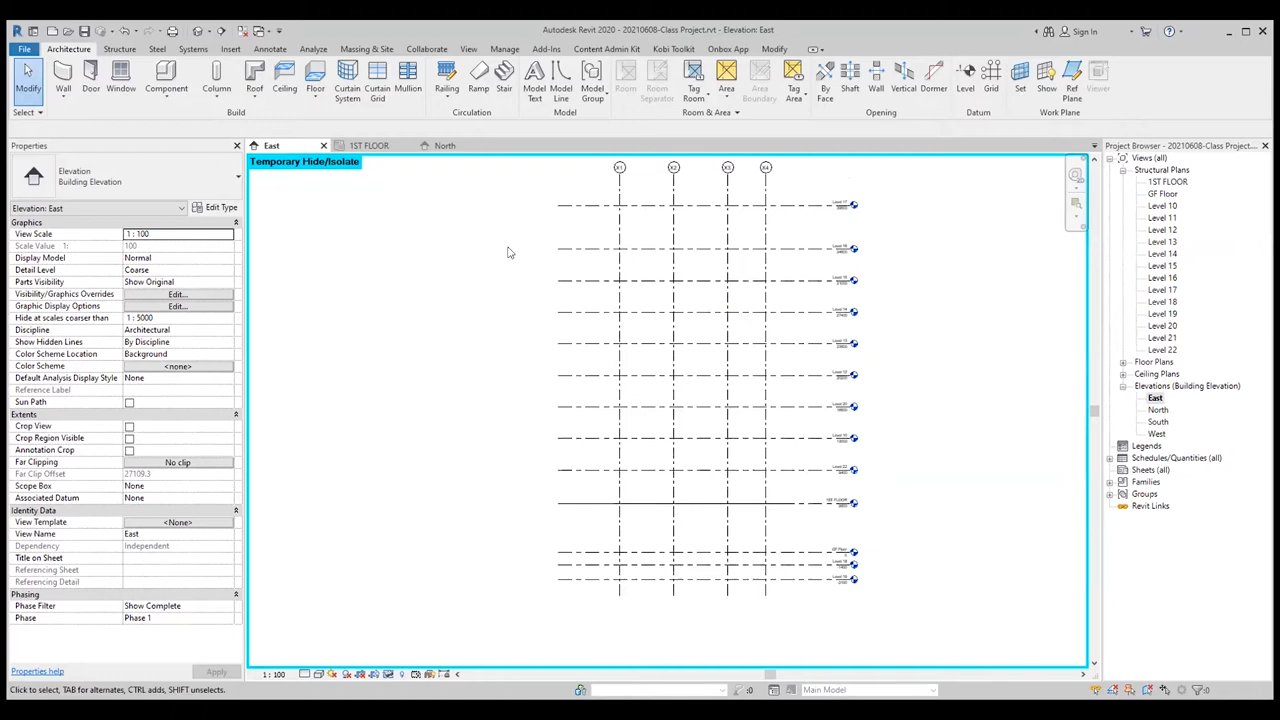 Autodesk Revit 2020 - 20210608-Class Project.rvt - Elevation: East
Sign In
File Architecture Structure Steel Systems Insert Annotate Analyze Massing & Site Collaborate View Manage Add-Ins Content Admin Kit Kobi Toolkit Onbox App Modify
Modify Wall Door Window Component Column Roof Ceiling Floor Curtain System Curtain Grid Mullion Railing Ramp Stair Model Text Model Line Model Group Room Room Separator Tag Room Area Area Boundary Tag Area By Face Shaft Wall Vertical Dormer Level Grid Set Show Ref Plane Viewer
Select Build Circulation Model Room & Area Opening Datum Work Plane
Properties
East
1ST FLOOR
North
Project Browser - 20210608-Class Project....
Temporary Hide/Isolate
Elevation
Building Elevation
Elevation: East
Edit Type
Graphics
View Scale 1 : 100
Scale Value 1: 100
Display Model Normal
Detail Level Coarse
Parts Visibility Show Original
Visibility/Graphics Overrides Edit...
Graphic Display Options Edit...
Hide at scales coarser than 1 : 5000
Discipline Architectural
Show Hidden Lines By Discipline
Color Scheme Location Background
Color Scheme <none>
Default Analysis Display Style None
Reference Label
Sun Path
Extents
Crop View
Crop Region Visible
Annotation Crop
Far Clipping No clip
Far Clip Offset 27109.3
Scope Box None
Associated Datum None
Identity Data
View Template <None>
View Name East
Dependency Independent
Title on Sheet
Referencing Sheet
Referencing Detail
Phasing
Phase Filter Show Complete
Phase Phase 1
Properties help
Apply
X1 X2 X3 X4
1ST FLOOR
GF Floor
Views (all)
Structural Plans
1ST FLOOR
GF Floor
Level 10
Level 11
Level 12
Level 13
Level 14
Level 15
Level 16
Level 17
Level 18
Level 19
Level 20
Level 21
Level 22
Floor Plans
Ceiling Plans
Elevations (Building Elevation)
East
North
South
West
Legends
Schedules/Quantities (all)
Sheets (all)
Families
Groups
Revit Links
1 : 100
Click to select, TAB for alternates, CTRL adds, SHIFT unselects.
:0
Main Model
:0